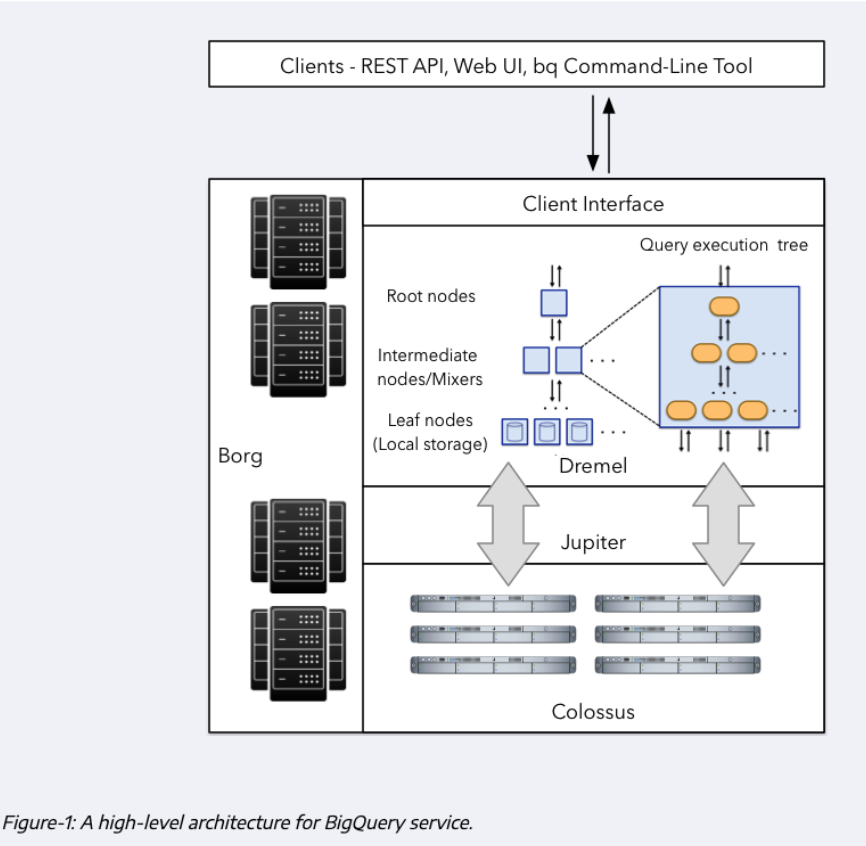 Clients - REST API, Web UI, bq Command-Line Tool
Client Interface
Query execution tree
Root nodes
Intermediate
nodes/Mixers
Leaf nodes
(Local storage)
Borg
Dremel
Jupiter
Colossus
Figure-1: A high-level architecture for BigQuery service.